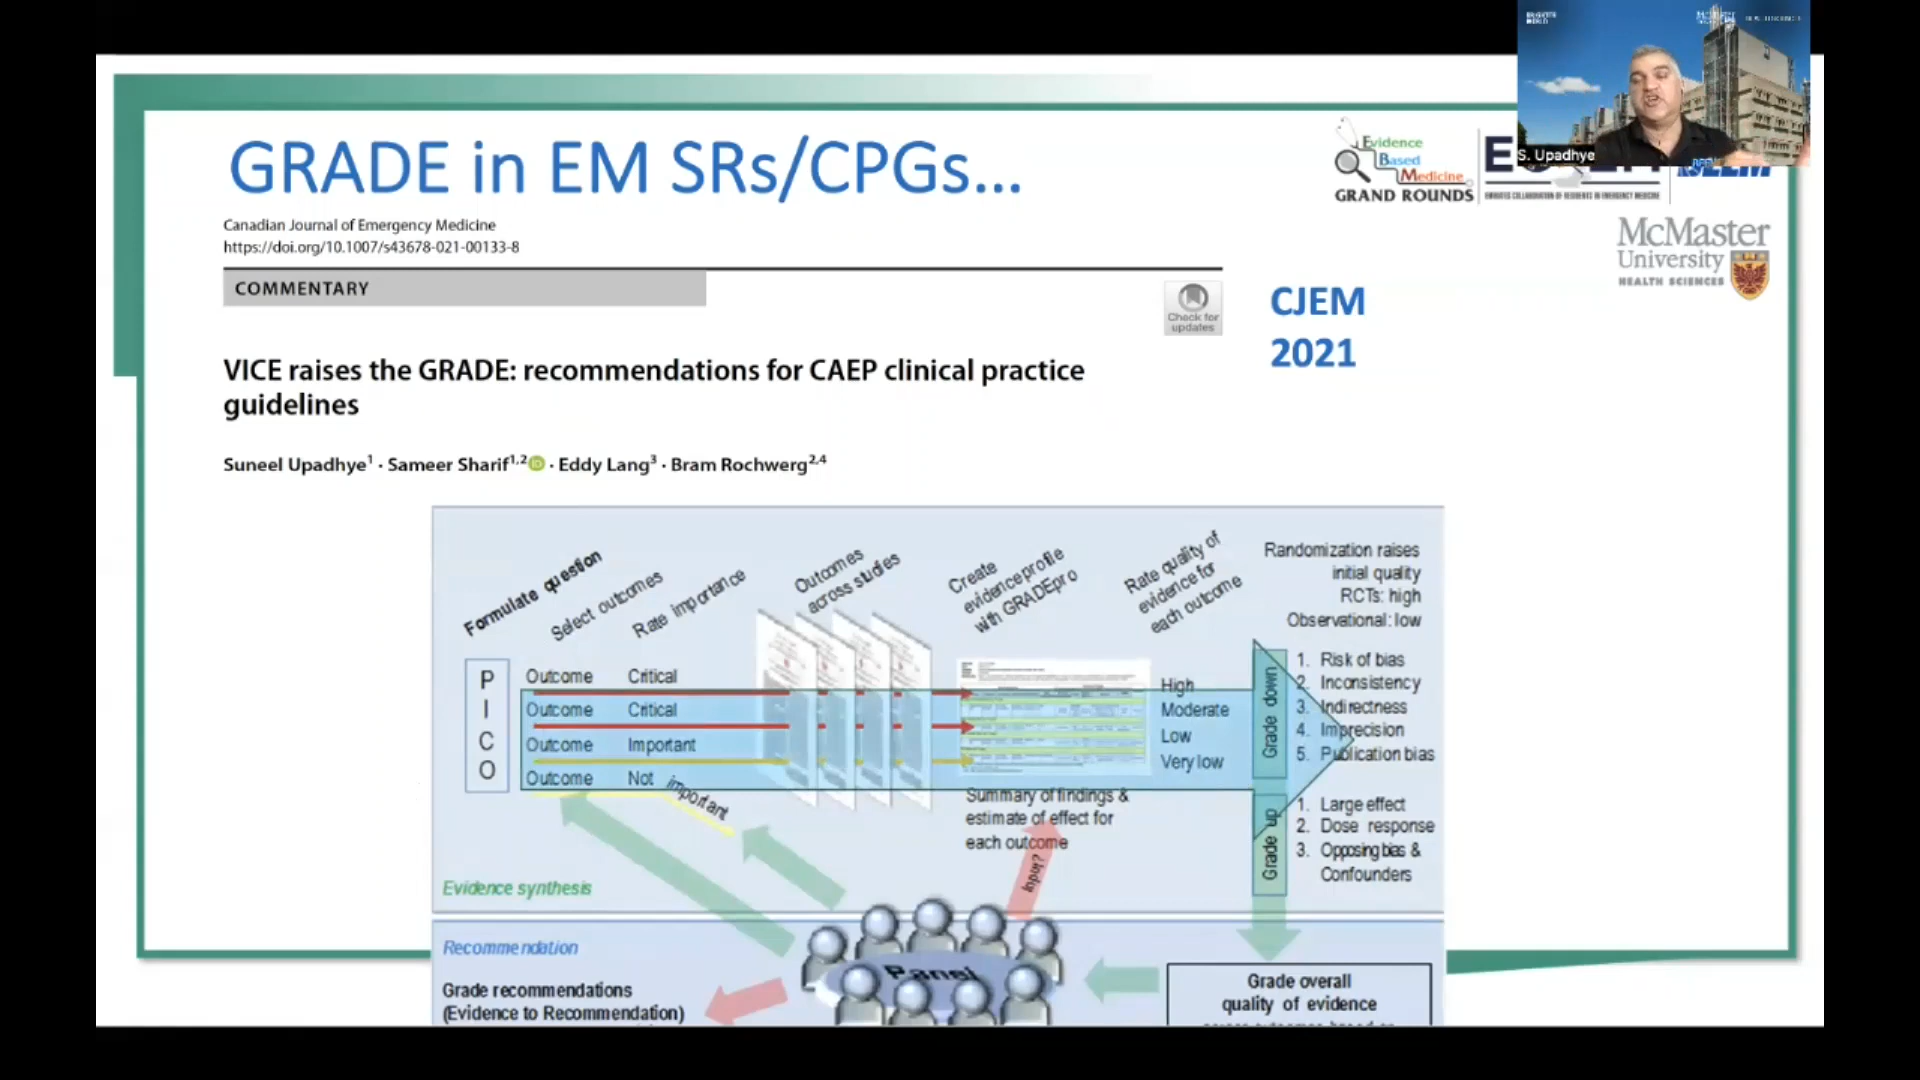 GRADE in EM SRs/CPGs...
Evidence
Based
Medicine
GRAND ROUNDS
S. Upadhye
McMaster
University
HEALTH SCIENCES
Canadian Journal of Emergency Medicine
https://doi.org/10.1007/s43678-021-00133-8
COMMENTARY
Check for
updates
CJEM
2021
VICE raises the GRADE: recommendations for CAEP clinical practice
guidelines
Suneel Upadhye1 · Sameer Sharif1,2 · Eddy Lang3 · Bram Rochwerg2,4
Formulate question
Select outcomes
Rate importance
Outcomes
across studies
Create
evidence profile
with GRADEpro
Rate quality of
evidence for
each outcome
Randomization raises
initial quality
RCTs: high
Observational: low
P
I
C
O
Outcome Critical
Outcome Critical
Outcome Important
Outcome Not important
High
Moderate
Low
Very low
Grade down
1. Risk of bias
2. Inconsistency
3. Indirectness
4. Imprecision
5. Publication bias
Summary of findings &
estimate of effect for
each outcome
Grade up
1. Large effect
2. Dose response
3. Opposing bias &
Confounders
Input?
Evidence synthesis
Recommendation
Panel
Grade recommendations
(Evidence to Recommendation)
Grade overall
quality of evidence